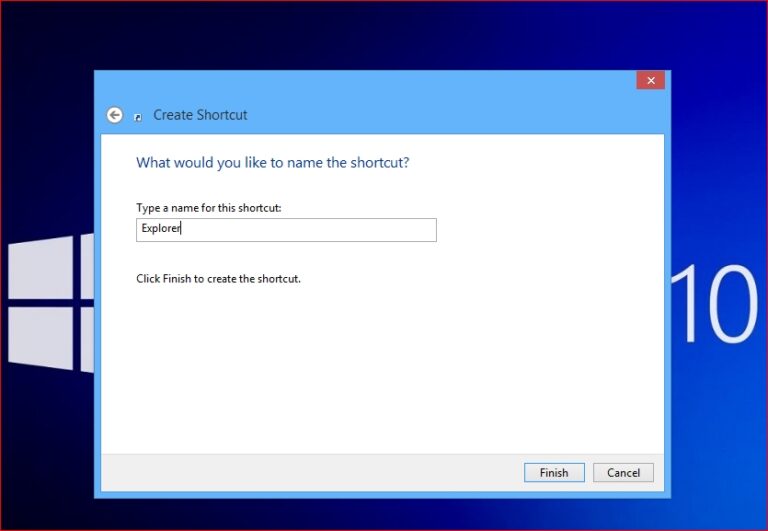 Create Shortcut
What would you like to name the shortcut?
Type a name for this shortcut:
Explorer
10
Click Finish to create the shortcut.
Finish Cancel